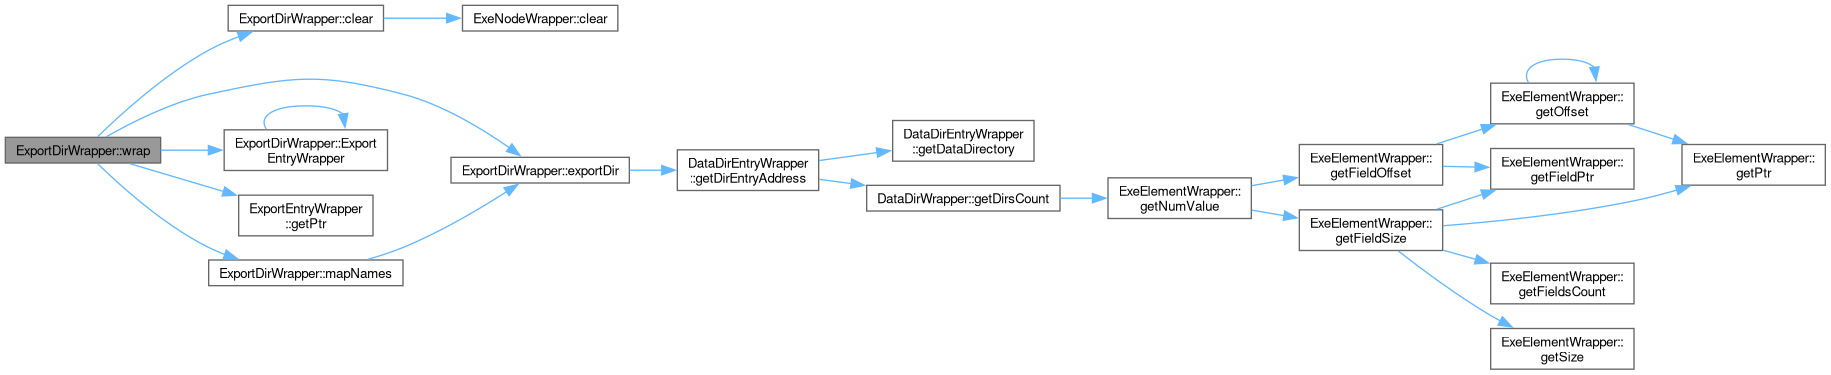 ExportDirWrapper::wrap
ExportDirWrapper::clear
ExeNodeWrapper::clear
ExportDirWrapper::Export
EntryWrapper
ExportEntryWrapper
::getPtr
ExportDirWrapper::mapNames
ExportDirWrapper::exportDir
DataDirEntryWrapper
::getDirEntryAddress
DataDirEntryWrapper
::getDataDirectory
DataDirWrapper::getDirsCount
ExeElementWrapper::
getNumValue
ExeElementWrapper::
getFieldOffset
ExeElementWrapper::
getFieldSize
ExeElementWrapper::
getOffset
ExeElementWrapper::
getFieldPtr
ExeElementWrapper::
getFieldsCount
ExeElementWrapper::
getSize
ExeElementWrapper::
getPtr